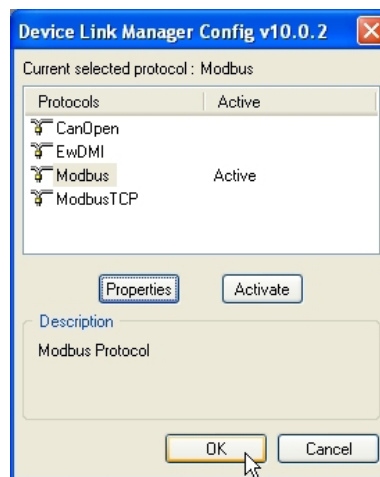 Device Link Manager Config v10.0.2
Current selected protocol : Modbus
Protocols Active
CanOpen
EwDMI
Modbus Active
ModbusTCP
Properties Activate
Description
Modbus Protocol
OK Cancel